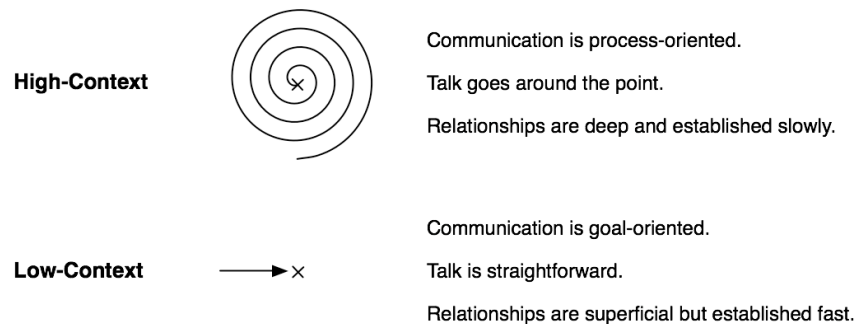 High-Context
Communication is process-oriented.
Talk goes around the point.
Relationships are deep and established slowly.
Low-Context
Communication is goal-oriented.
Talk is straightforward.
Relationships are superficial but established fast.